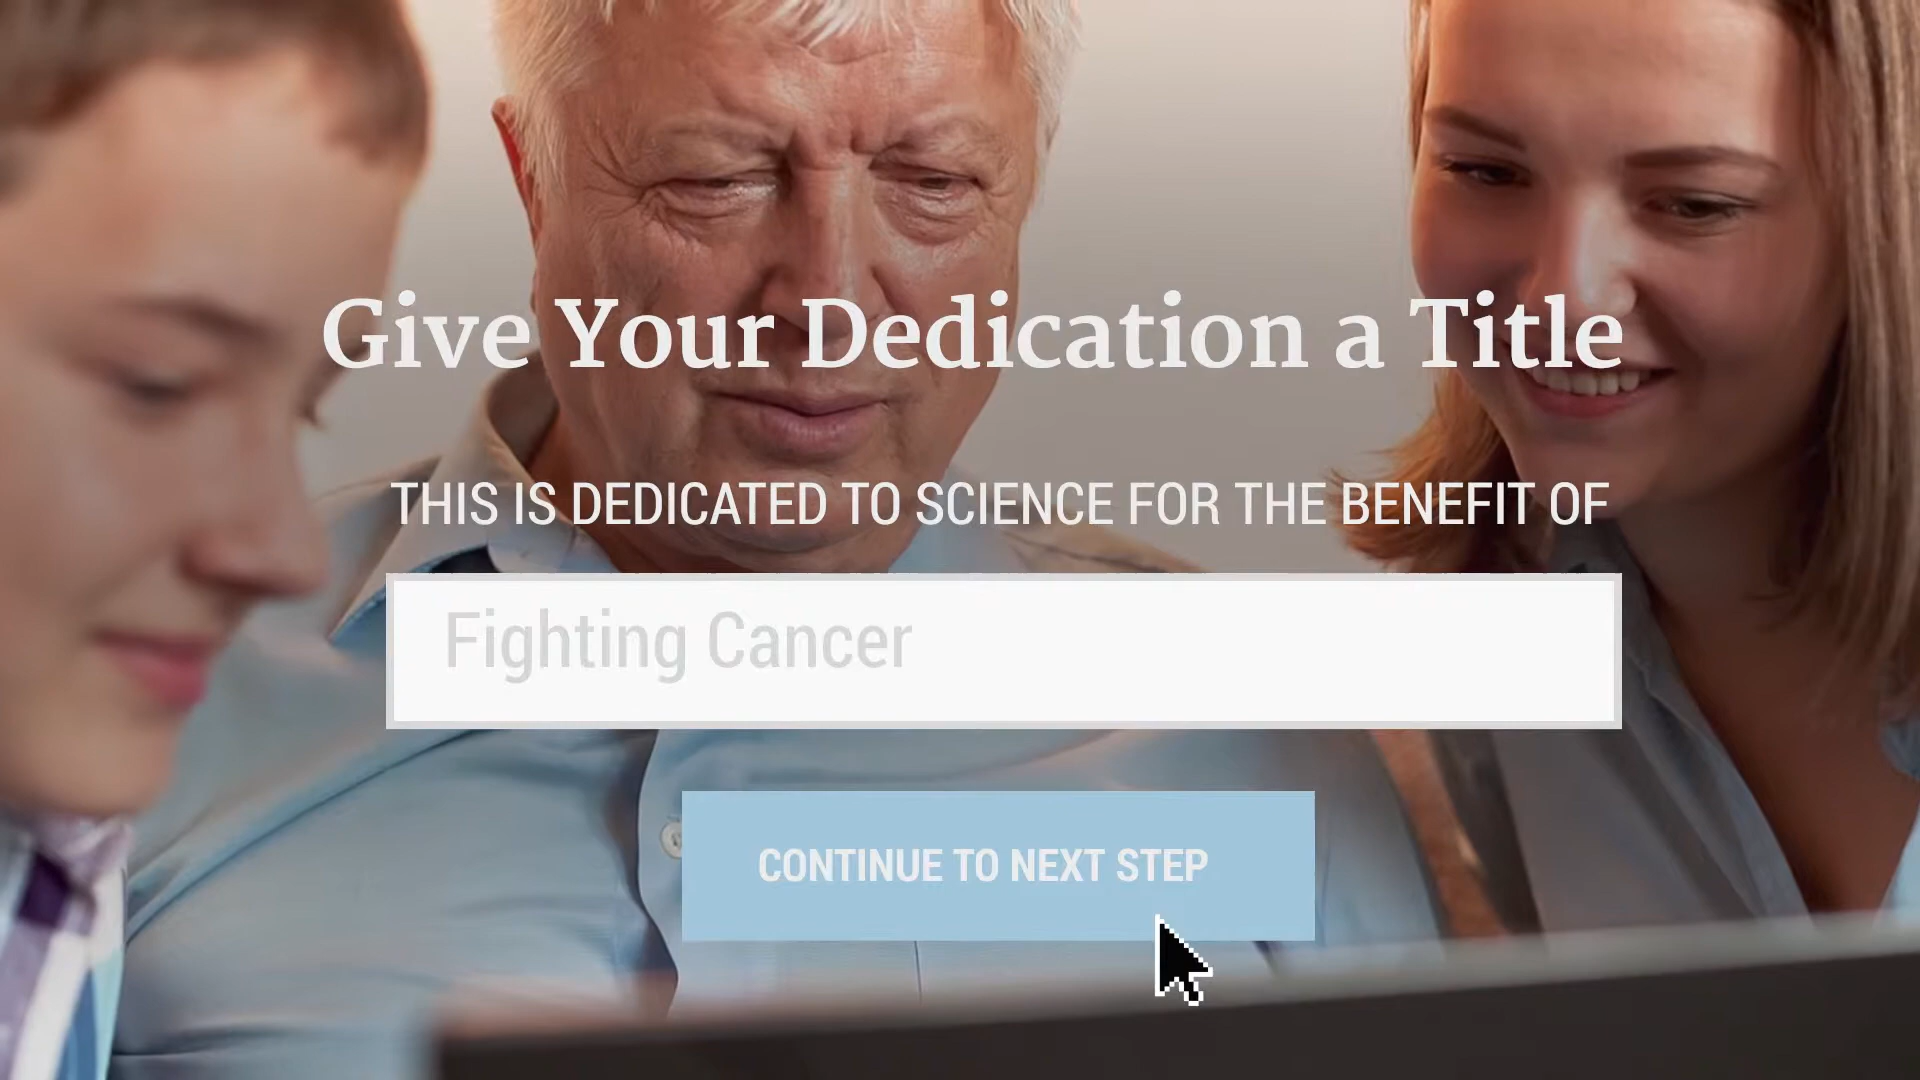 Give Your Dedication a Title
THIS IS DEDICATED TO SCIENCE FOR THE BENEFIT OF
Fighting Cancer
CONTINUE TO NEXT STEP